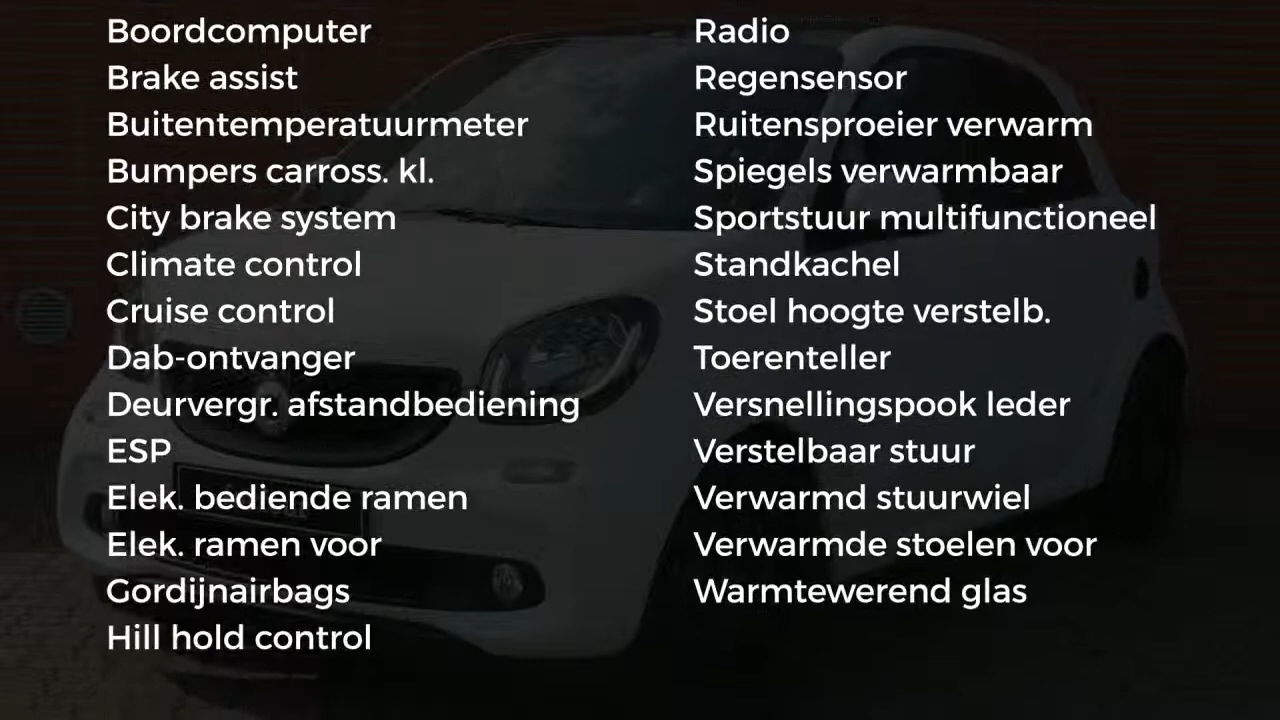 Boordcomputer
Brake assist
Buitentemperatuurmeter
Bumpers carross. kl.
City brake system
Climate control
Cruise control
Dab-ontvanger
Deurvergr. afstandbediening
ESP
Elek. bediende ramen
Elek. ramen voor
Gordijnairbags
Hill hold control
Radio
Regensensor
Ruitensproeier verwarm
Spiegels verwarmbaar
Sportstuur multifunctioneel
Standkachel
Stoel hoogte verstelb.
Toerenteller
Versnellingspook leder
Verstelbaar stuur
Verwarmd stuurwiel
Verwarmde stoelen voor
Warmtewerend glas